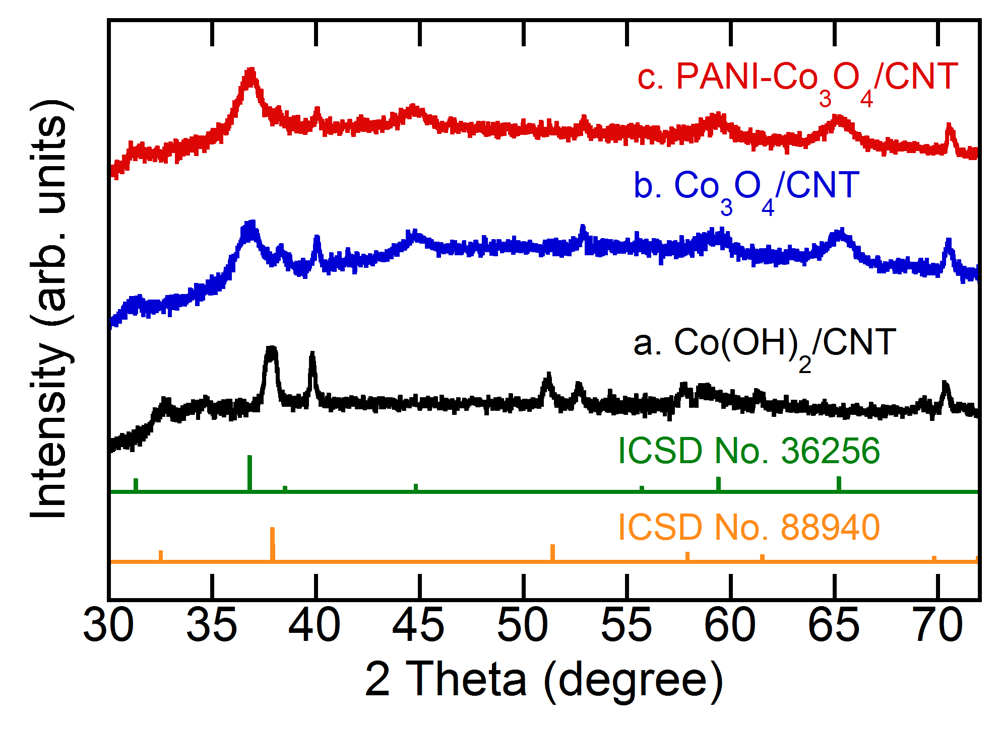 c. PANI-Co₃O₄/CNT
b. Co₃O₄/CNT
a. Co(OH)₂/CNT
ICSD No. 36256
ICSD No. 88940
Intensity (arb. units)
30 35 40 45 50 55 60 65 70
2 Theta (degree)